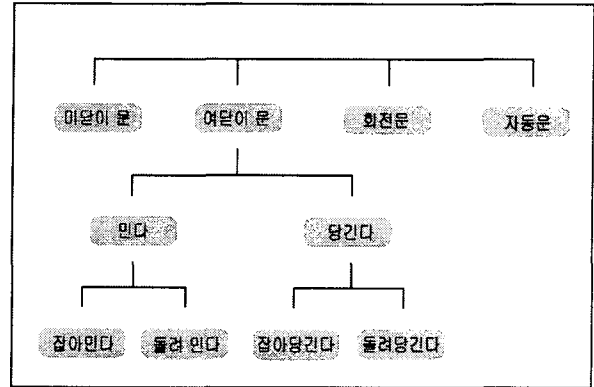 미닫이 문 여닫이 문 회전문 자동문
민다 당긴다
잡아민다 돌려 민다 잡아당긴다 돌려당긴다